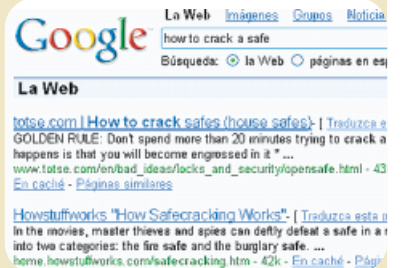 La Web Imágenes Grupos Noticia
Google
how to crack a safe
Búsqueda: la Web páginas en es
La Web
totse.com | How to crack safes (house safes)- [ Traduzca e
GOLDEN RULE: Don't spend more than 20 minutes trying to crack a
happens is that you will become engrossed in it " ...
www.totse.com/en/bad_ideas/locks_and_security/opensafe.html - 43
En caché - Páginas similares
Howstuffworks "How Safecracking Works"- [ Traduzca esta p
In the movies, master thieves and spies can deftly defeat a safe in a
into two categories: the fire safe and the burglary safe. ...
home.howstuffworks.com/safecracking.htm - 42k - En caché - Pági